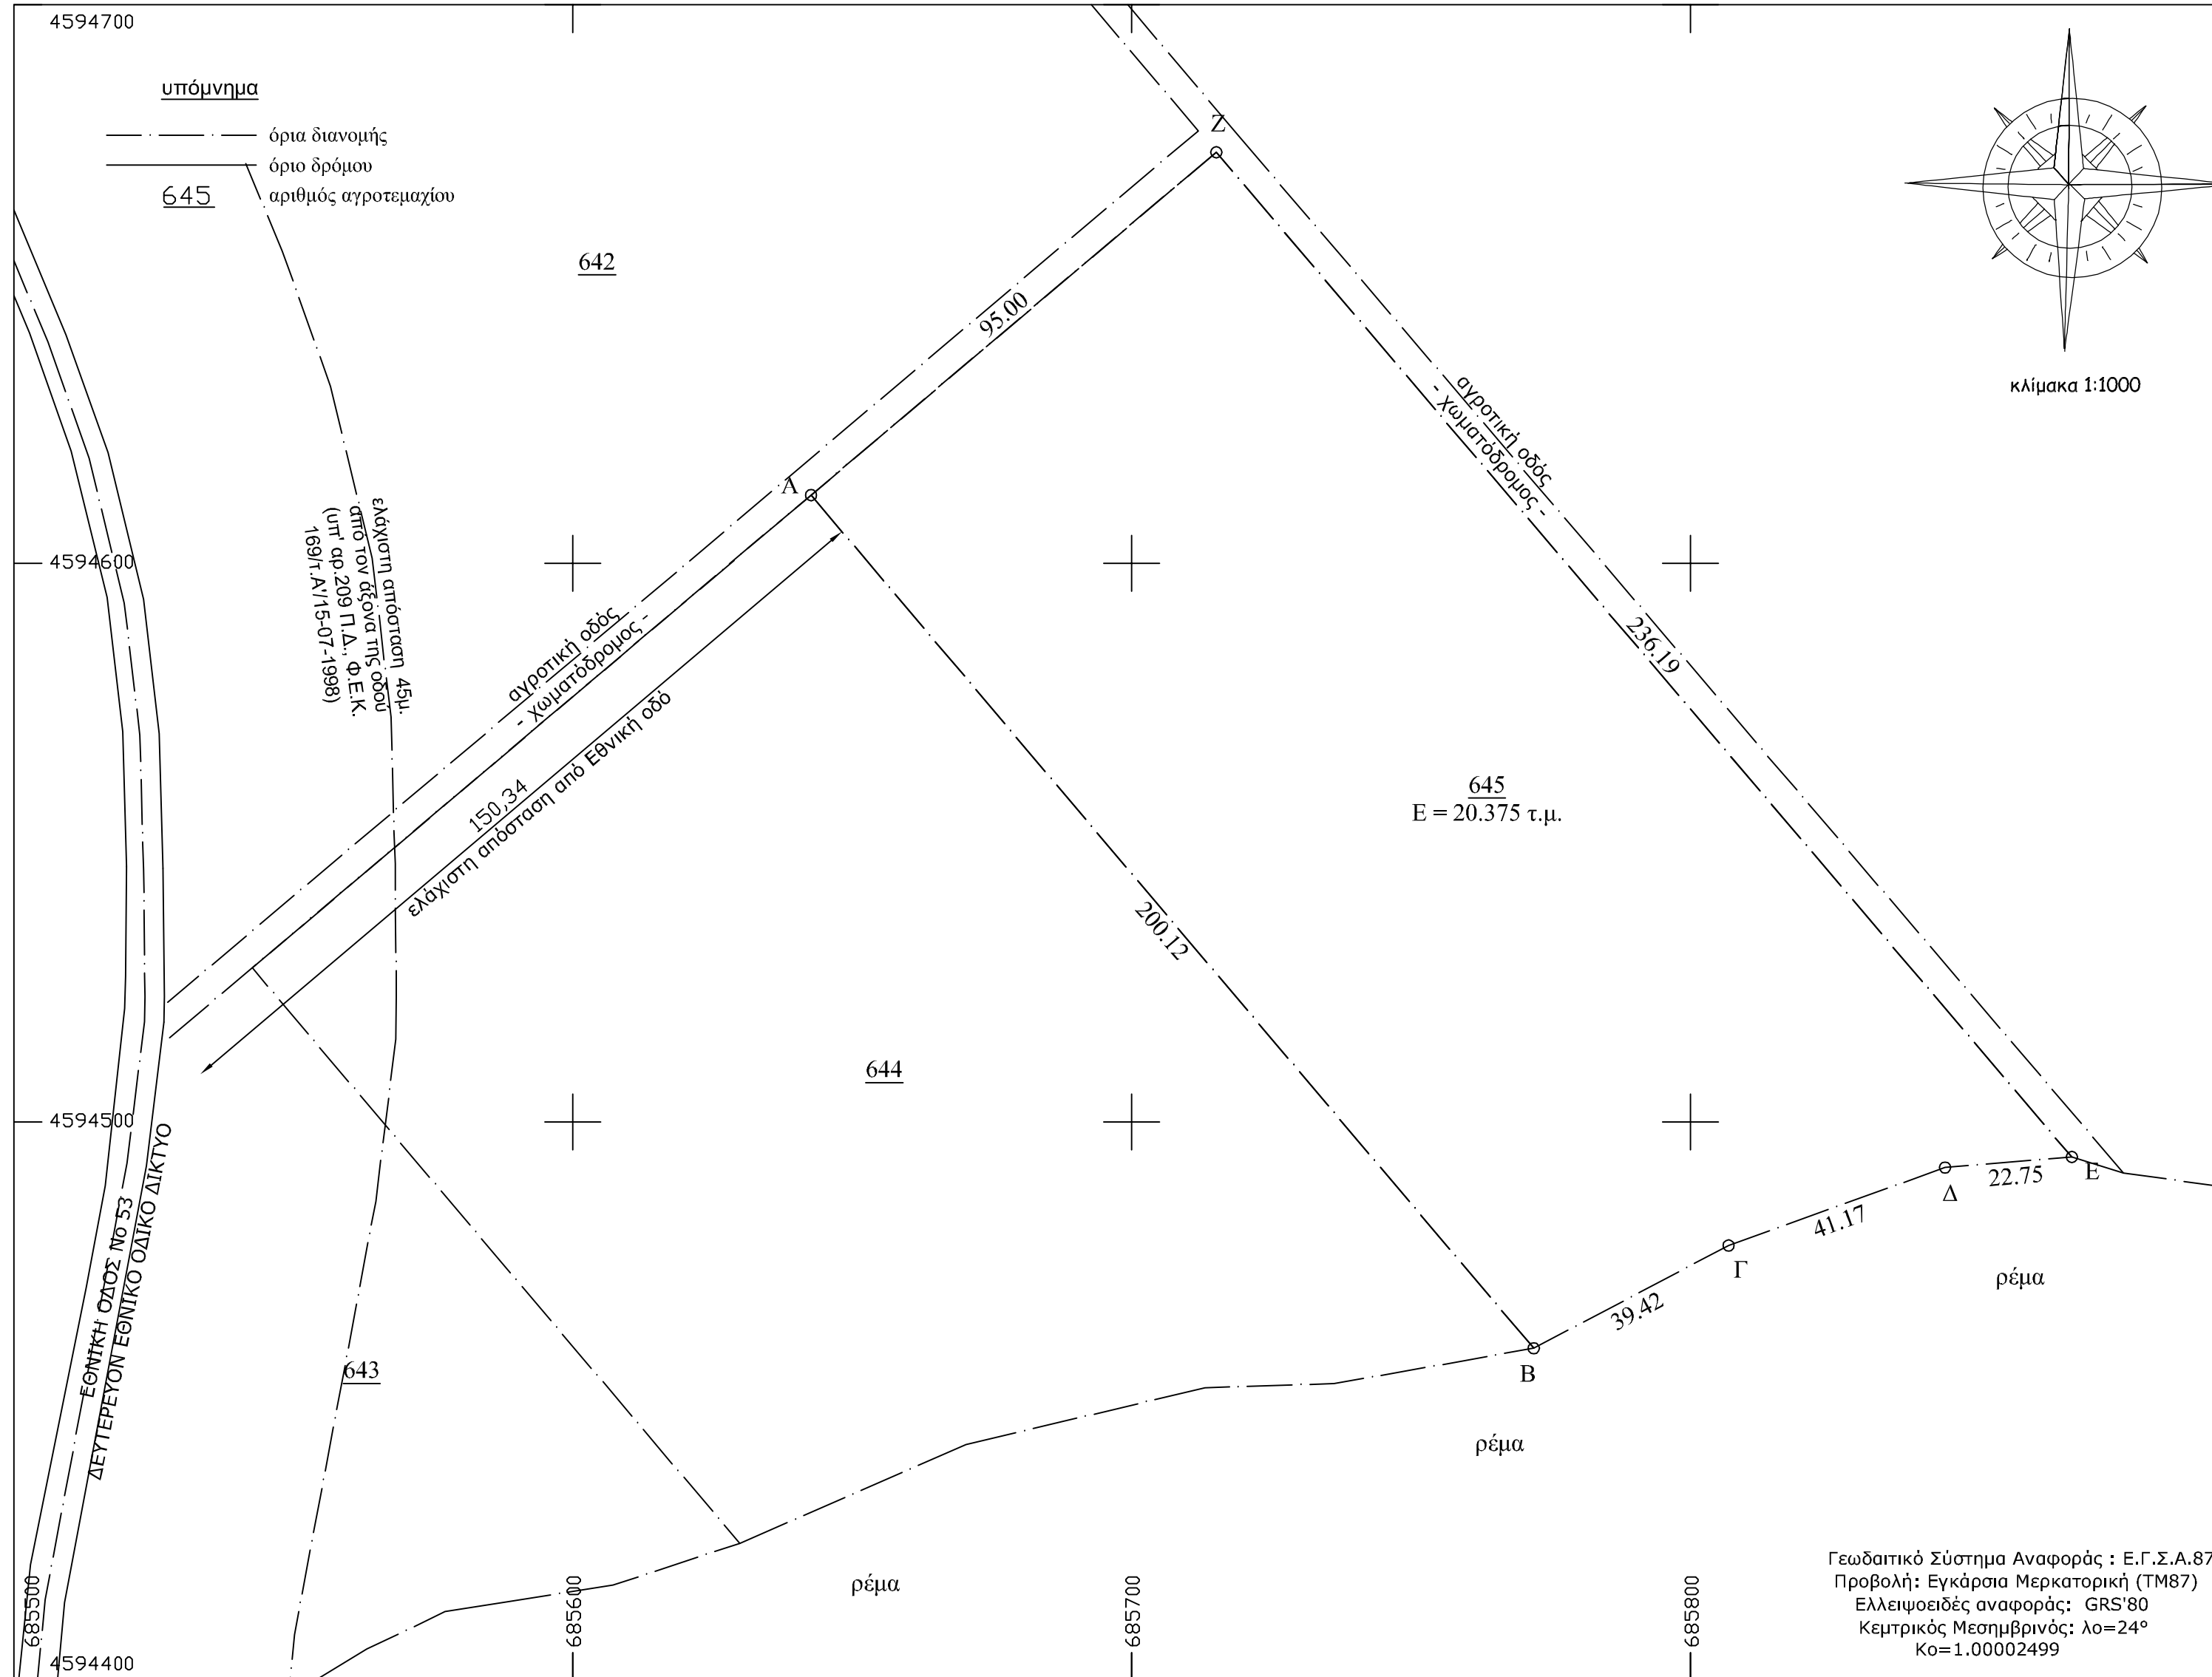 4594700
υπόμνημα
όρια διανομής
όριο δρόμου
645 αριθμός αγροτεμαχίου
642
Ζ
95.00
κλίμακα 1:1000
Α
αγροτική οδός
- χωματόδρομος -
4594600
ελάχιστη απόσταση 45μ.
από τον άξονα της οδού
(υπ' αρ.209 Π.Δ., Φ.Ε.Κ.
169/τ.Α'/15-07-1998)
αγροτική οδός
- χωματόδρομος -
236.19
150,34
ελάχιστη απόσταση από Εθνική οδό
645
Ε = 20.375 τ.μ.
200.12
644
4594500
ΕΘΝΙΚΗ ΟΔΟΣ Νο 53
ΔΕΥΤΕΡΕΥΟΝ ΕΘΝΙΚΟ ΟΔΙΚΟ ΔΙΚΤΥΟ
22.75
Ε
Δ
41.17
Γ
ρέμα
39.42
Β
643
ρέμα
ρέμα
Γεωδαιτικό Σύστημα Αναφοράς : Ε.Γ.Σ.Α.87
Προβολή: Εγκάρσια Μερκατορική (ΤΜ87)
Ελλειψοειδές αναφοράς: GRS'80
Κεμτρικός Μεσημβρινός: λο=24°
Κο=1.00002499
685500
685600
685700
685800
4594400